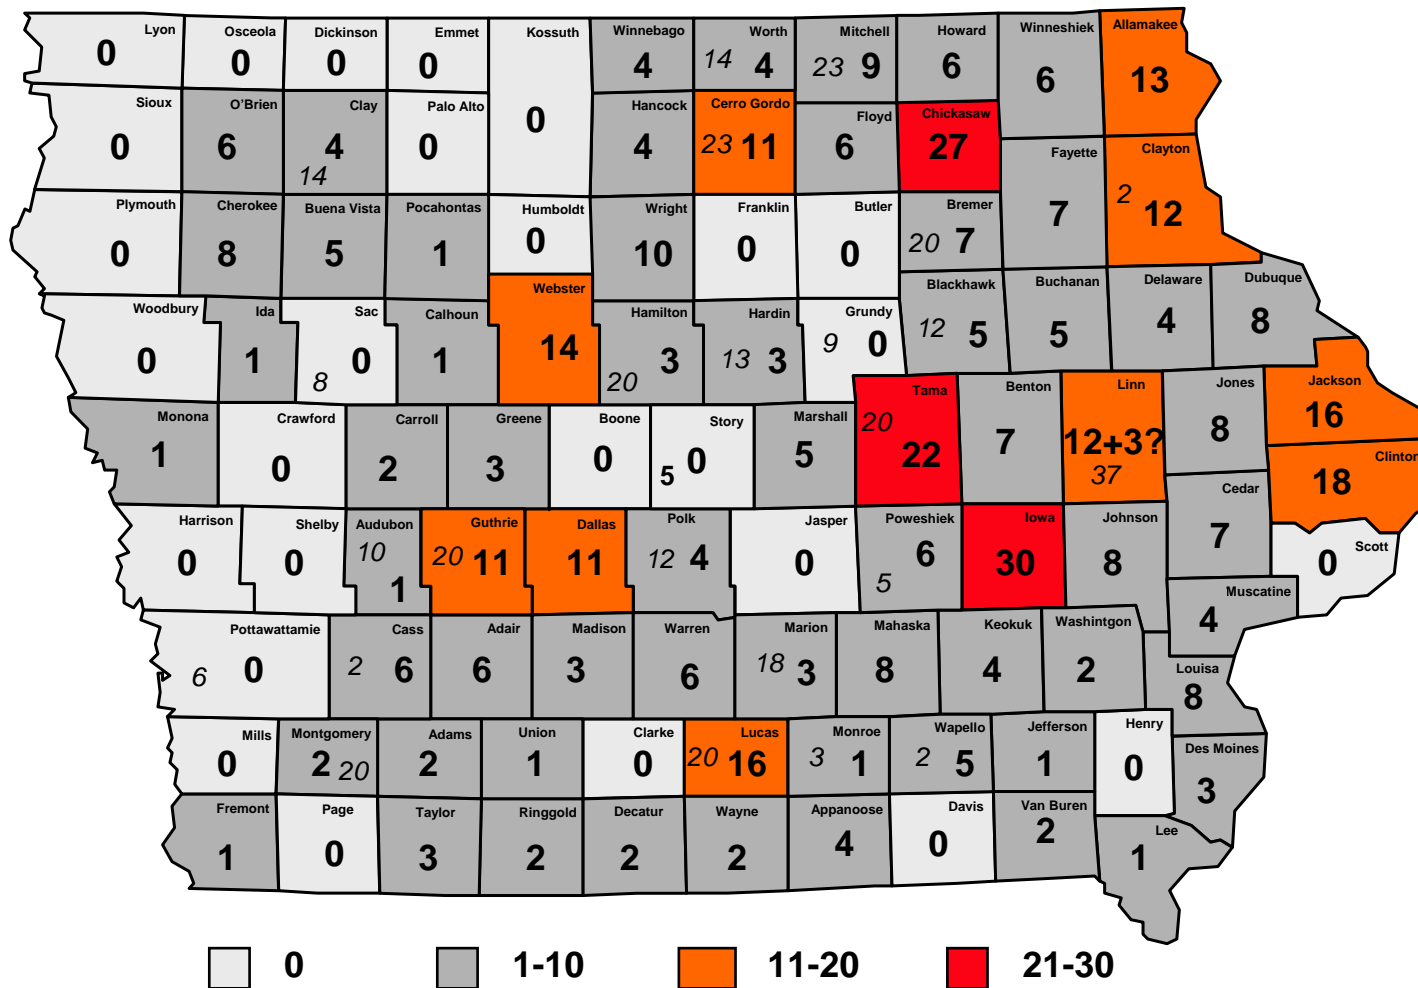 Lyon Osceola Dickinson Emmet Kossuth Winnebago Worth Mitchell Howard Winneshiek Allamakee
0 0 0 0 0 4 14 4 23 9 6 6 13
Sioux O'Brien Clay Palo Alto Hancock Cerro Gordo Floyd Chickasaw Fayette Clayton
0 6 4 14 0 4 23 11 6 27 7 2 12
Plymouth Cherokee Buena Vista Pocahontas Humboldt Wright Franklin Butler Bremer
0 8 5 1 0 10 0 0 20 7
Woodbury Ida Sac Calhoun Webster Hamilton Hardin Grundy Blackhawk Buchanan Delaware Dubuque
0 1 8 0 1 14 20 3 13 3 9 0 12 5 5 4 8
Monona Crawford Carroll Greene Boone Story Marshall Tama Benton Linn Jones Jackson
1 0 2 3 0 5 0 5 20 22 7 12+3? 37 8 16
Clinton
18
Harrison Shelby Audubon Guthrie Dallas Polk Jasper Poweshiek Iowa Johnson Cedar Scott
0 0 10 1 20 11 11 12 4 0 5 6 30 8 7 0
Muscatine
4
Pottawattamie Cass Adair Madison Warren Marion Mahaska Keokuk Washintgon Louisa
6 0 2 6 6 3 6 18 3 8 4 2 8
Mills Montgomery Adams Union Clarke Lucas Monroe Wapello Jefferson Henry Des Moines
0 2 20 2 1 0 20 16 3 1 2 5 1 0 3
Fremont Page Taylor Ringgold Decatur Wayne Appanoose Davis Van Buren Lee
1 0 3 2 2 2 4 0 2 1
0 1-10 11-20 21-30